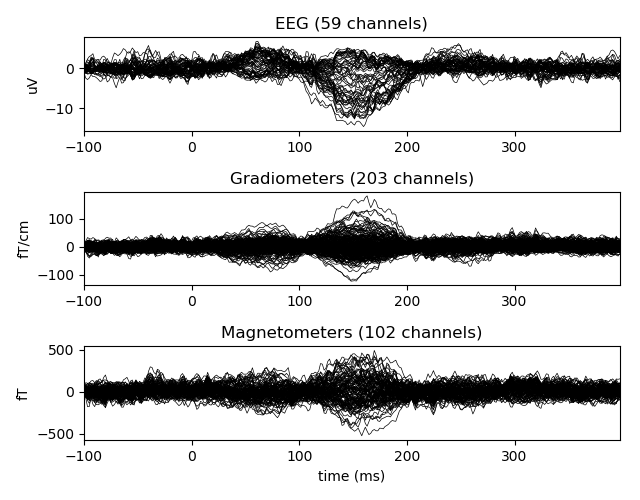 EEG (59 channels)
uV
0
−10
−100 0 100 200 300
Gradiometers (203 channels)
fT/cm
100
0
−100
−100 0 100 200 300
Magnetometers (102 channels)
fT
500
0
−500
−100 0 100 200 300
time (ms)